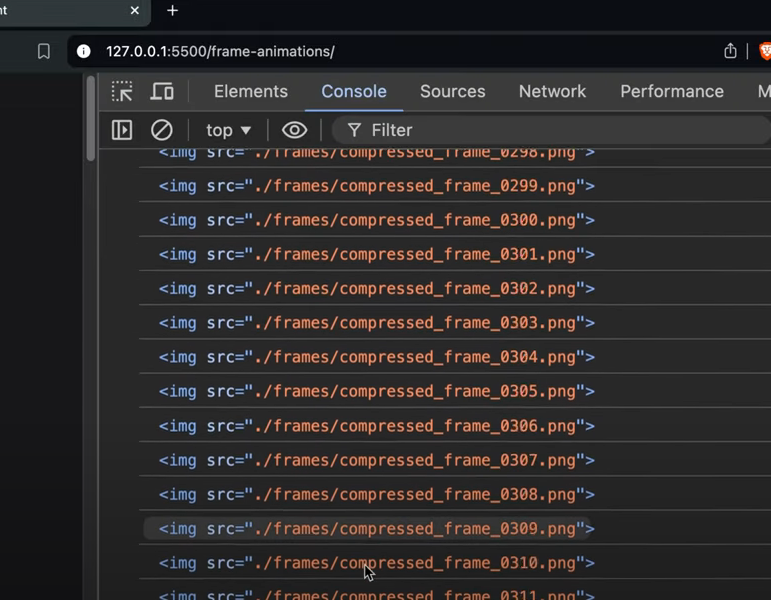 nt
127.0.0.1:5500/frame-animations/
Elements Console Sources Network Performance M
top Filter
<img src="./frames/compressed_frame_0298.png">
<img src="./frames/compressed_frame_0299.png">
<img src="./frames/compressed_frame_0300.png">
<img src="./frames/compressed_frame_0301.png">
<img src="./frames/compressed_frame_0302.png">
<img src="./frames/compressed_frame_0303.png">
<img src="./frames/compressed_frame_0304.png">
<img src="./frames/compressed_frame_0305.png">
<img src="./frames/compressed_frame_0306.png">
<img src="./frames/compressed_frame_0307.png">
<img src="./frames/compressed_frame_0308.png">
<img src="./frames/compressed_frame_0309.png">
<img src="./frames/compressed_frame_0310.png">
<img src="./frames/compressed_frame_0311.png">